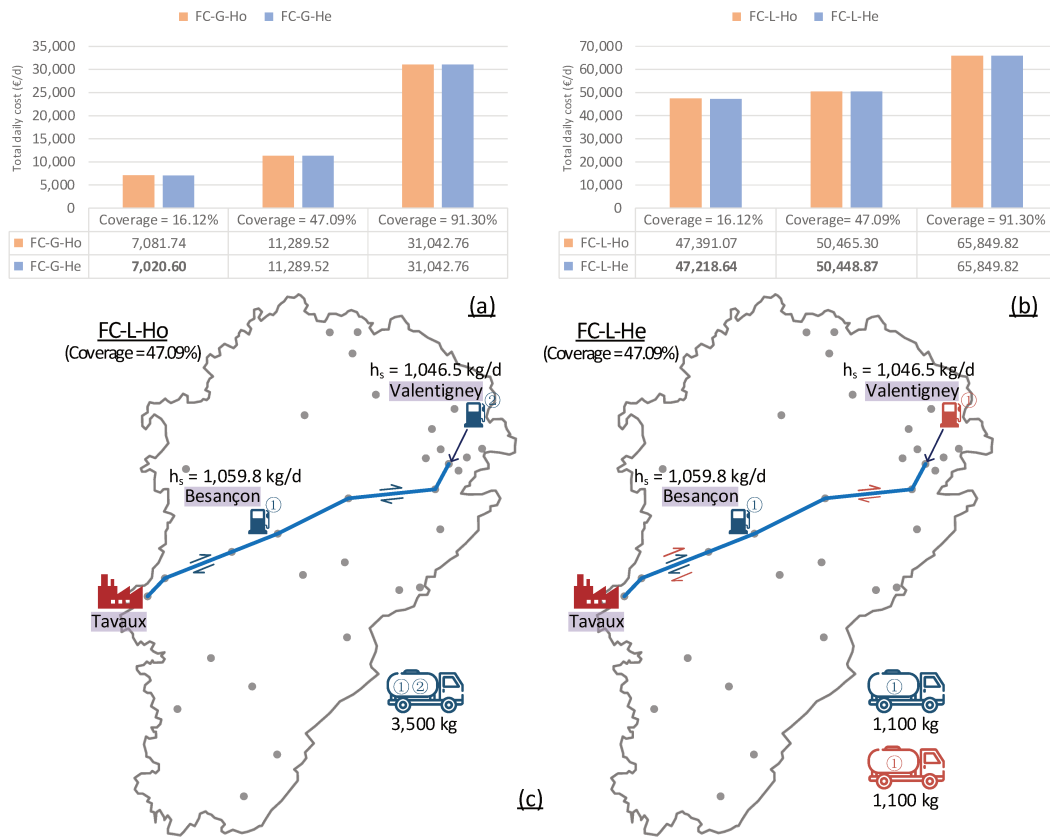 FC-G-Ho FC-G-He
Total daily cost (€/d)
35,000
30,000
25,000
20,000
15,000
10,000
5,000
0
Coverage = 16.12% Coverage = 47.09% Coverage = 91.30%
FC-G-Ho 7,081.74 11,289.52 31,042.76
FC-G-He 7,020.60 11,289.52 31,042.76
(a)
FC-L-Ho FC-L-He
Total daily cost (€/d)
70,000
60,000
50,000
40,000
30,000
20,000
10,000
0
Coverage = 16.12% Coverage = 47.09% Coverage = 91.30%
FC-L-Ho 47,391.07 50,465.30 65,849.82
FC-L-He 47,218.64 50,448.87 65,849.82
(b)
FC-L-Ho
(Coverage = 47.09%)
hs = 1,046.5 kg/d
Valentigney
②
hs = 1,059.8 kg/d
Besançon
①
Tavaux
① ②
3,500 kg
FC-L-He
(Coverage = 47.09%)
hs = 1,046.5 kg/d
Valentigney
①
hs = 1,059.8 kg/d
Besançon
①
Tavaux
①
1,100 kg
①
1,100 kg
(c)